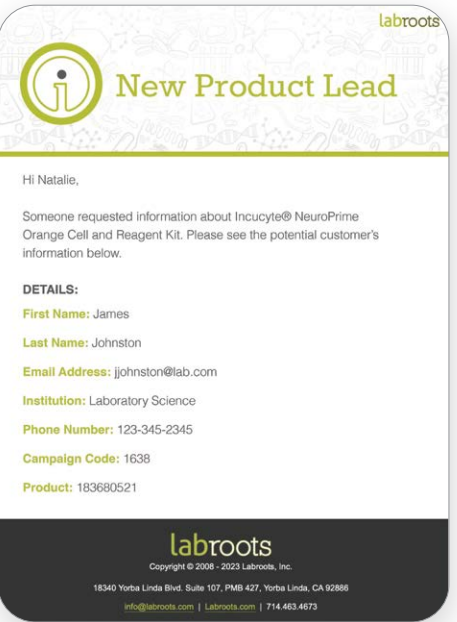 labroots
New Product Lead
Hi Natalie,
Someone requested information about Incucyte® NeuroPrime
Orange Cell and Reagent Kit. Please see the potential customer's
information below.
DETAILS:
First Name: James
Last Name: Johnston
Email Address: jjohnston@lab.com
Institution: Laboratory Science
Phone Number: 123-345-2345
Campaign Code: 1638
Product: 183680521
labroots
Copyright © 2008 - 2023 Labroots, Inc.
18340 Yorba Linda Blvd. Suite 107, PMB 427, Yorba Linda, CA 92886
info@labroots.com | Labroots.com | 714.463.4673